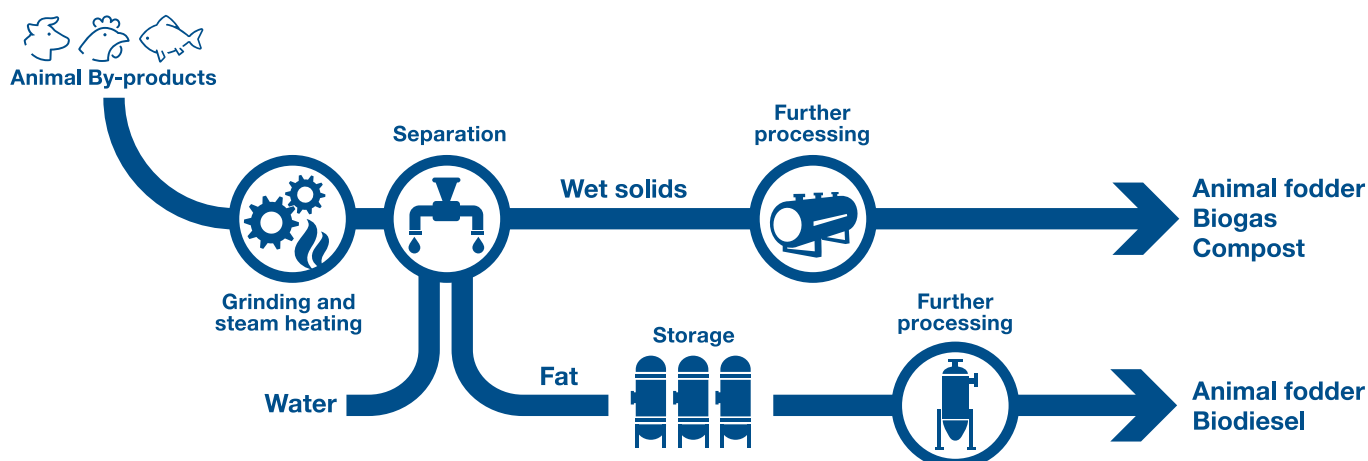 Animal By-products
Separation
Further
processing
Wet solids
Animal fodder
Biogas
Compost
Grinding and
steam heating
Further
processing
Storage
Fat
Water
Animal fodder
Biodiesel